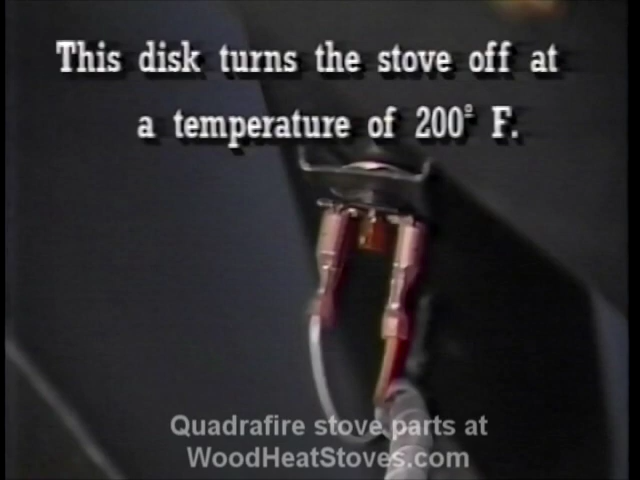 This disk turns the stove off at
a temperature of 200° F.
Quadrafire stove parts at
WoodHeatStoves.com